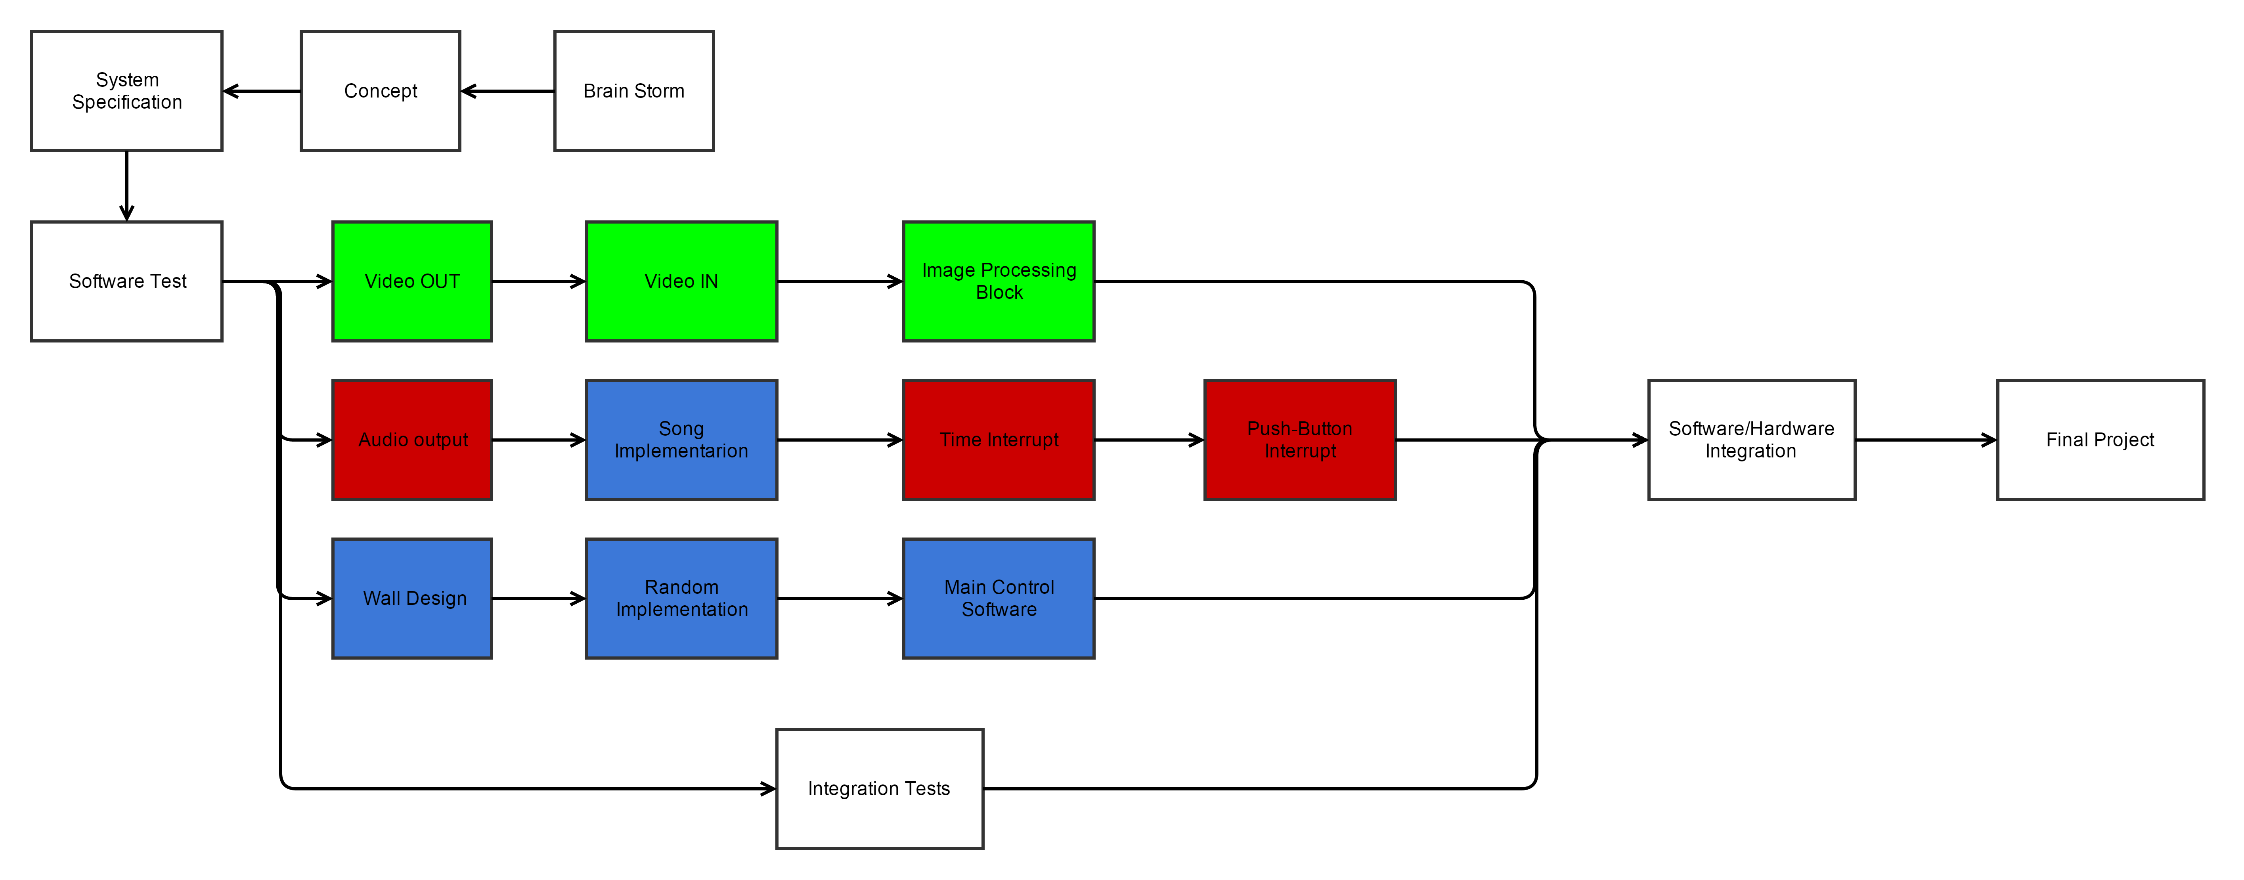 System
Specification
Concept
Brain Storm
Software Test
Video OUT
Video IN
Image Processing
Block
Audio output
Song
Implementarion
Time Interrupt
Push-Button
Interrupt
Software/Hardware
Integration
Final Project
Wall Design
Random
Implementation
Main Control
Software
Integration Tests